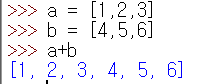 >>> a = [1,2,3]
>>> b = [4,5,6]
>>> a+b
[1, 2, 3, 4, 5, 6]